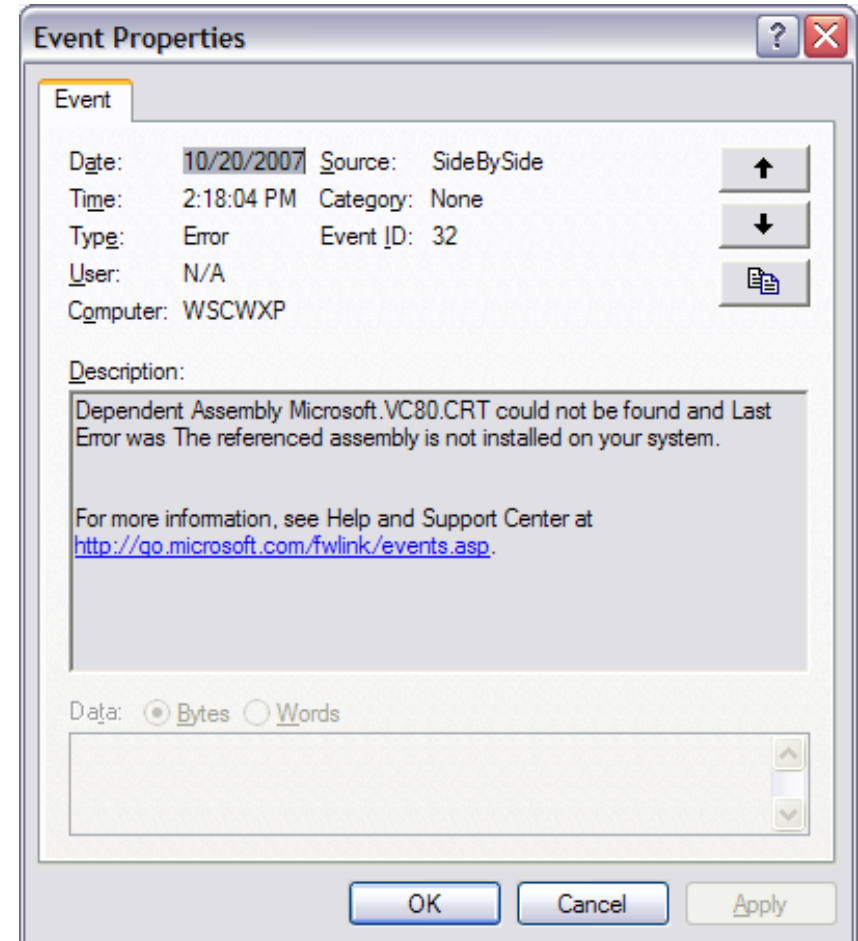 Event Properties
Event
Date: 10/20/2007 Source: SideBySide
Time: 2:18:04 PM Category: None
Type: Error Event ID: 32
User: N/A
Computer: WSCWXP
Description:
Dependent Assembly Microsoft.VC80.CRT could not be found and Last
Error was The referenced assembly is not installed on your system.
For more information, see Help and Support Center at
http://go.microsoft.com/fwlink/events.asp.
Data: Bytes Words
OK Cancel Apply